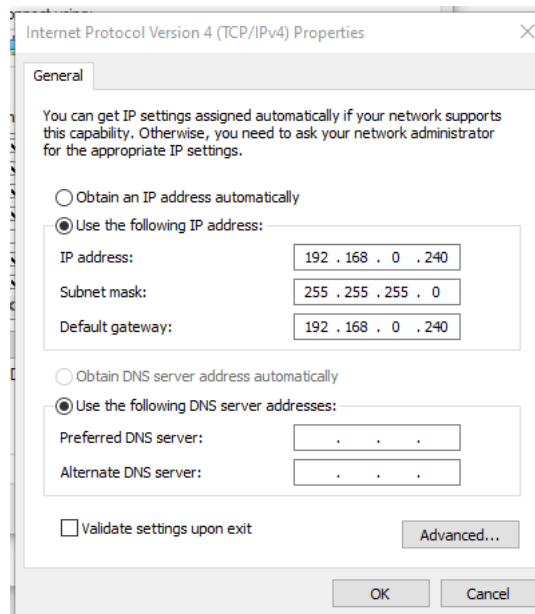 Internet Protocol Version 4 (TCP/IPv4) Properties
General
You can get IP settings assigned automatically if your network supports
this capability. Otherwise, you need to ask your network administrator
for the appropriate IP settings.
Obtain an IP address automatically
Use the following IP address:
IP address: 192 . 168 . 0 . 240
Subnet mask: 255 . 255 . 255 . 0
Default gateway: 192 . 168 . 0 . 240
Obtain DNS server address automatically
Use the following DNS server addresses:
Preferred DNS server: . . .
Alternate DNS server: . . .
Validate settings upon exit
Advanced...
OK Cancel